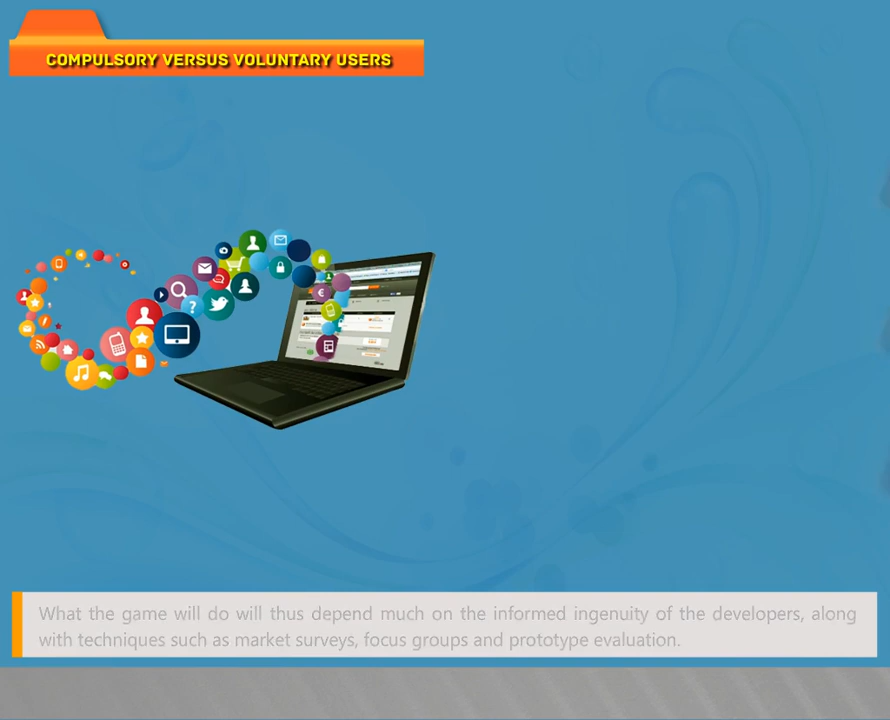 COMPULSORY VERSUS VOLUNTARY USERS
What the game will do will thus depend much on the informed ingenuity of the developers, along
with techniques such as market surveys, focus groups and prototype evaluation.